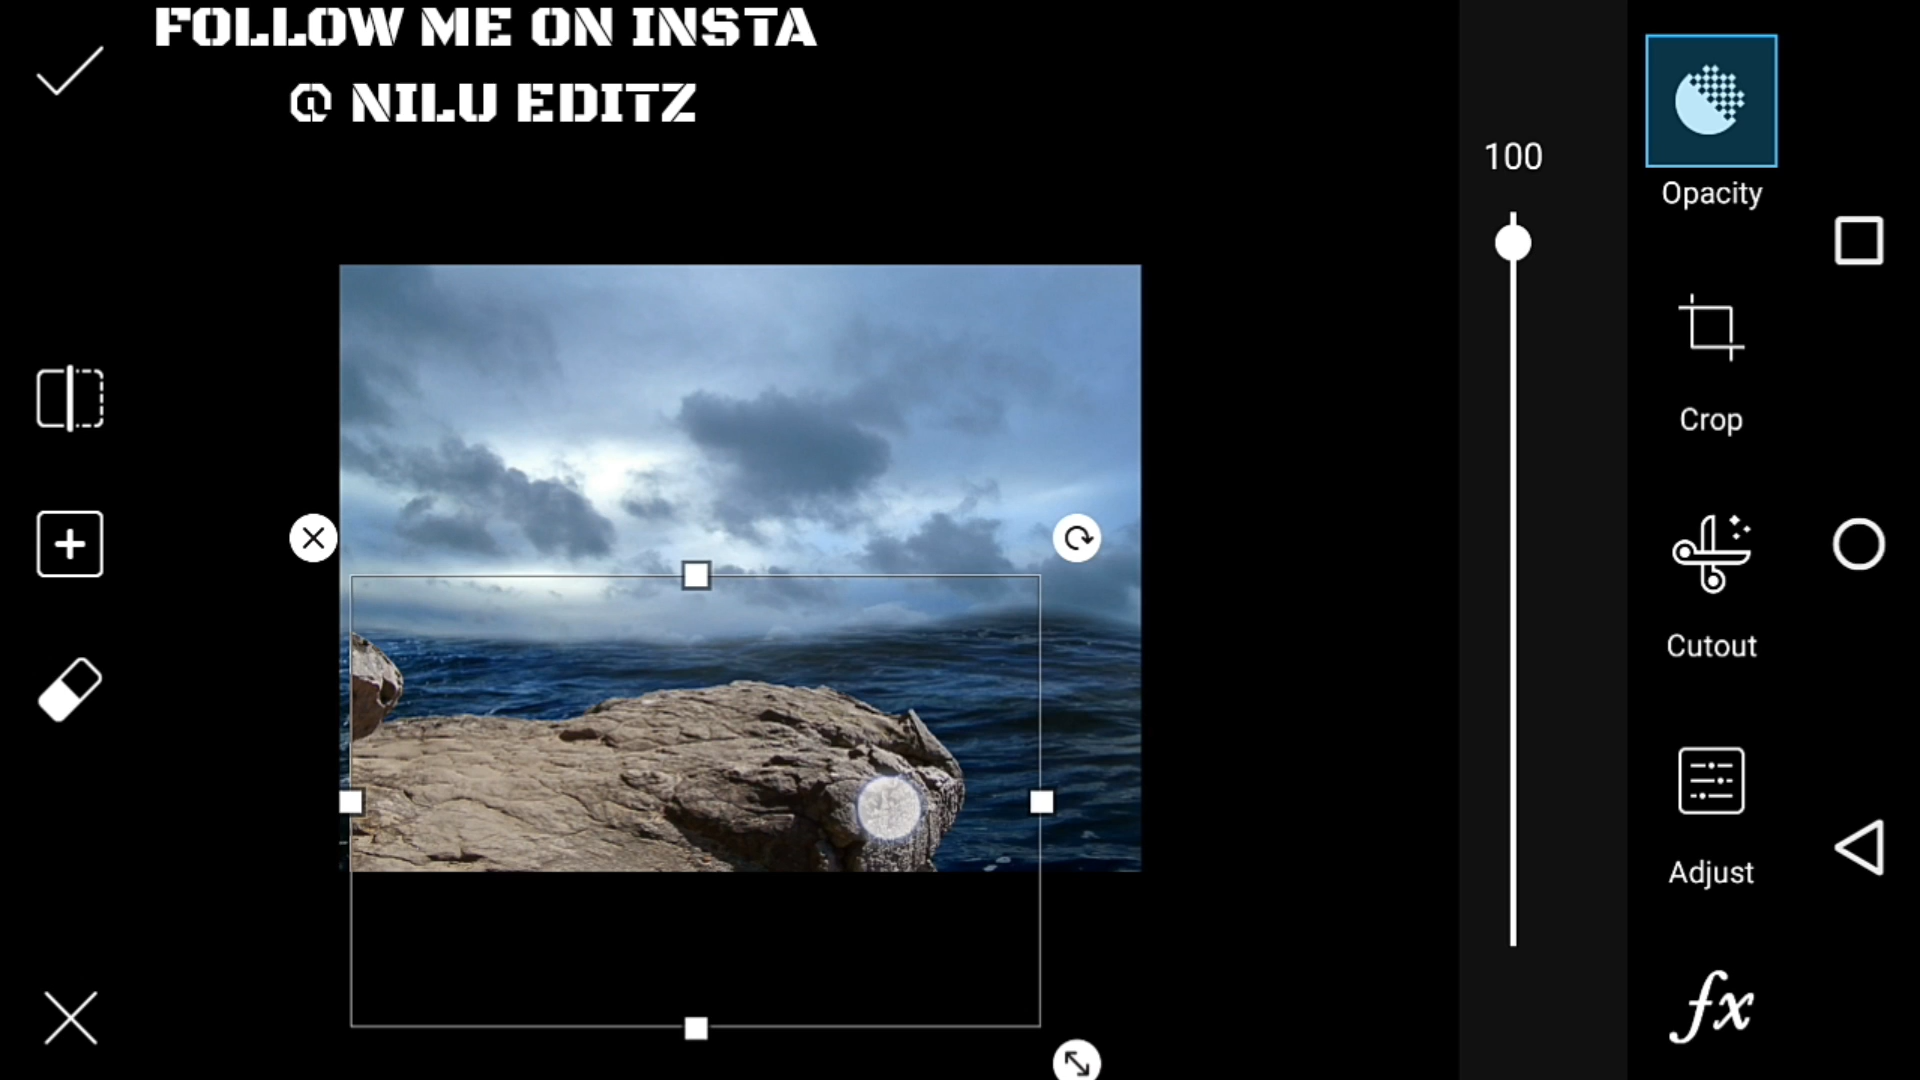 FOLLOW ME ON INSTA
@ NILU EDITZ
100
Opacity
Crop
Cutout
Adjust
fx